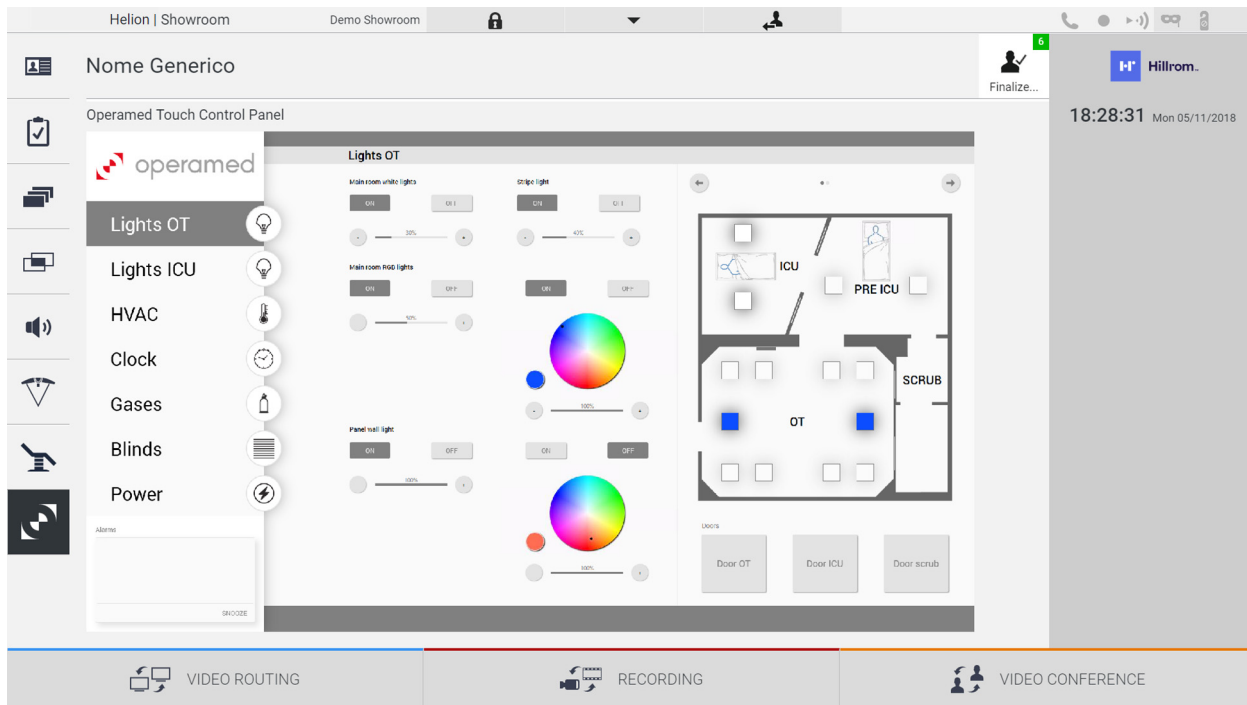 Helion | Showroom
Demo Showroom
Nome Generico
6
Finalize...
Hillrom™
18:28:31 Mon 05/11/2018
Operamed Touch Control Panel
operamed
Lights OT
Lights ICU
HVAC
Clock
Gases
Blinds
Power
Alarms
SNOOZE
Lights OT
Main room white lights
ON OFF
- 30% +
Stripe light
ON OFF
- 40% +
Main room RGB lights
ON OFF
50% +
ON OFF
- 100% +
Panel wall light
ON OFF
100% +
ON OFF
100% +
ICU
PRE ICU
SCRUB
OT
Doors
Door OT
Door ICU
Door scrub
VIDEO ROUTING
RECORDING
VIDEO CONFERENCE